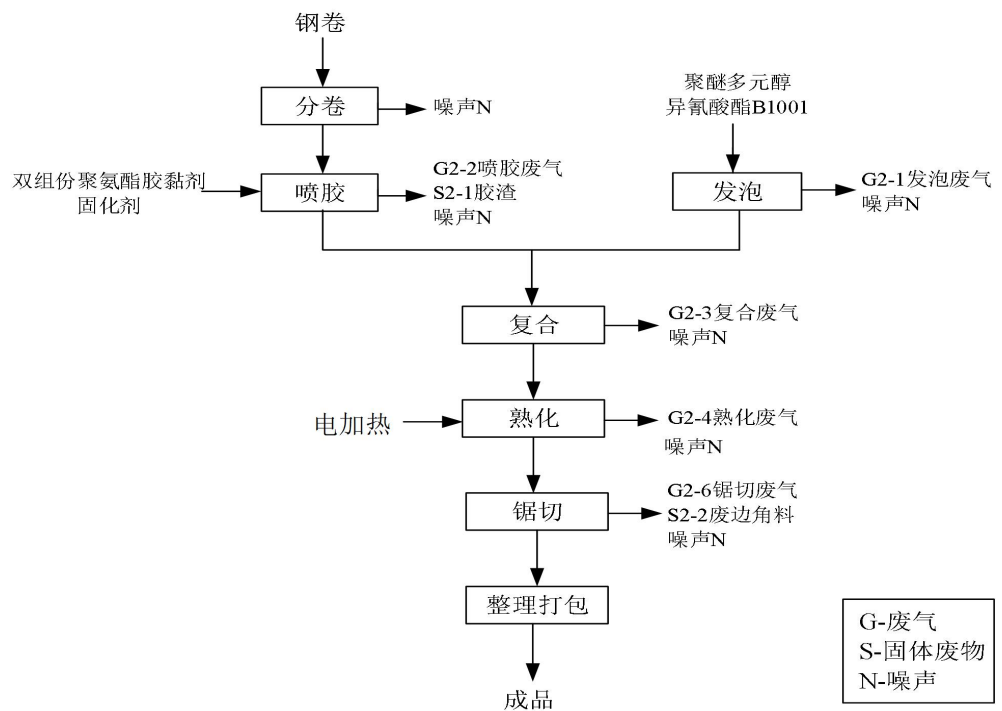 钢卷
分卷
噪声N
聚醚多元醇
异氰酸酯B1001
双组份聚氨酯胶黏剂
固化剂
喷胶
G2-2喷胶废气
S2-1胶渣
噪声N
发泡
G2-1发泡废气
噪声N
复合
G2-3复合废气
噪声N
电加热
熟化
G2-4熟化废气
噪声N
锯切
G2-6锯切废气
S2-2废边角料
噪声N
整理打包
成品
G-废气
S-固体废物
N-噪声